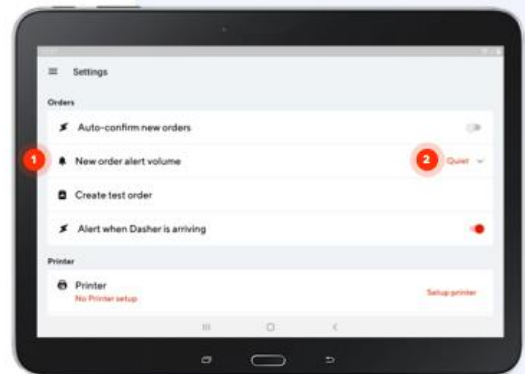 Settings
Orders
Auto-confirm new orders
1 New order alert volume 2 Quiet
Create test order
Alert when Dasher is arriving
Printer
Printer
No Printer setup Setup printer